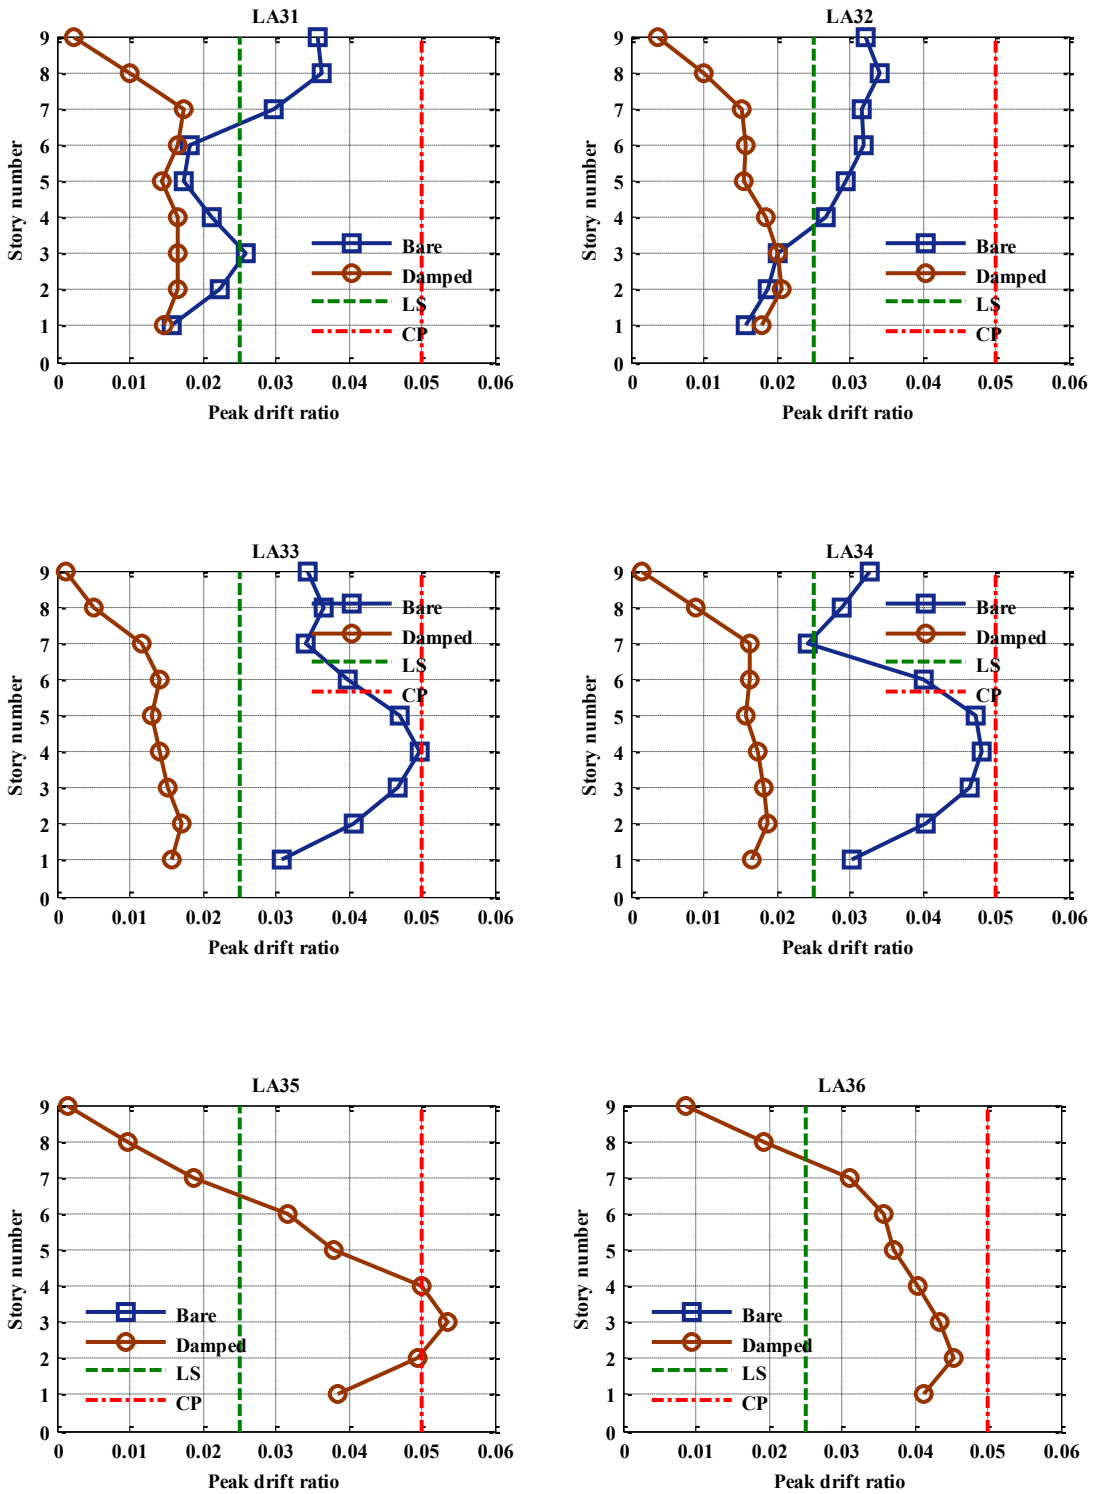 LA31
9
8
7
6
5
4
3
2
1
0
Story number
Bare
Damped
LS
CP
0 0.01 0.02 0.03 0.04 0.05 0.06
Peak drift ratio
LA32
9
8
7
6
5
4
3
2
1
0
Story number
Bare
Damped
LS
CP
0 0.01 0.02 0.03 0.04 0.05 0.06
Peak drift ratio
LA33
9
8
7
6
5
4
3
2
1
0
Story number
Bare
Damped
LS
CP
0 0.01 0.02 0.03 0.04 0.05 0.06
Peak drift ratio
LA34
9
8
7
6
5
4
3
2
1
0
Story number
Bare
Damped
LS
CP
0 0.01 0.02 0.03 0.04 0.05 0.06
Peak drift ratio
LA35
9
8
7
6
5
4
3
2
1
0
Story number
Bare
Damped
LS
CP
0 0.01 0.02 0.03 0.04 0.05 0.06
Peak drift ratio
LA36
9
8
7
6
5
4
3
2
1
0
Story number
Bare
Damped
LS
CP
0 0.01 0.02 0.03 0.04 0.05 0.06
Peak drift ratio